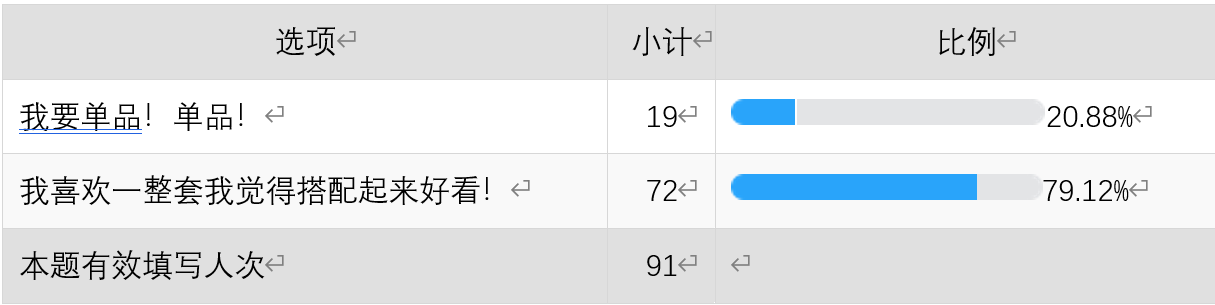 选项 小计 比例
我要单品！单品！ 19 20.88%
我喜欢一整套我觉得搭配起来好看！ 72 79.12%
本题有效填写人次 91